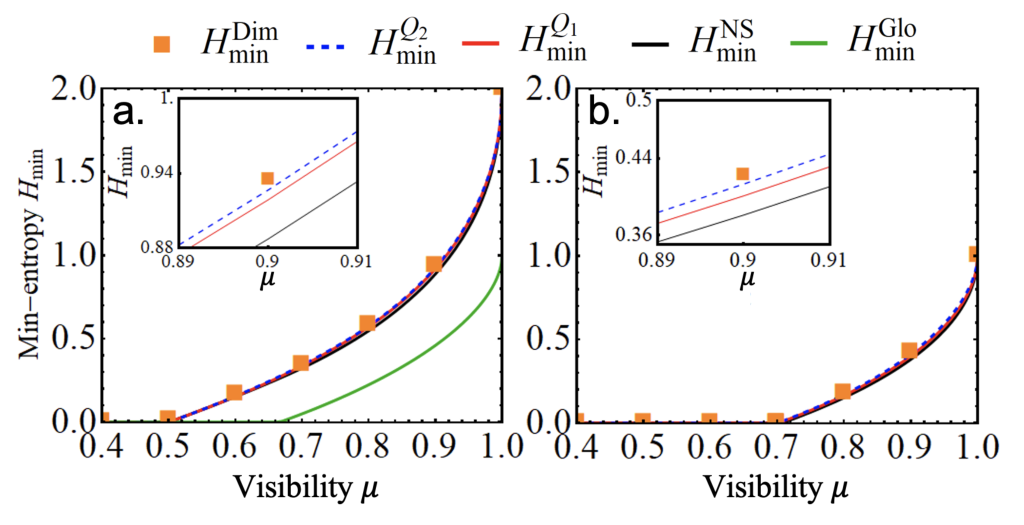 H_min^Dim H_min^Q₂ H_min^Q₁ H_min^NS H_min^Glo
a.
Min−entropy H_min
2.0
1.5
1.0
0.5
0.0
0.4 0.5 0.6 0.7 0.8 0.9 1.0
Visibility μ
H_min
1.
0.94
0.88
0.89 0.9 0.91
μ
b.
2.0
1.5
1.0
0.5
0.0
0.4 0.5 0.6 0.7 0.8 0.9 1.0
Visibility μ
H_min
0.5
0.44
0.36
0.89 0.9 0.91
μ